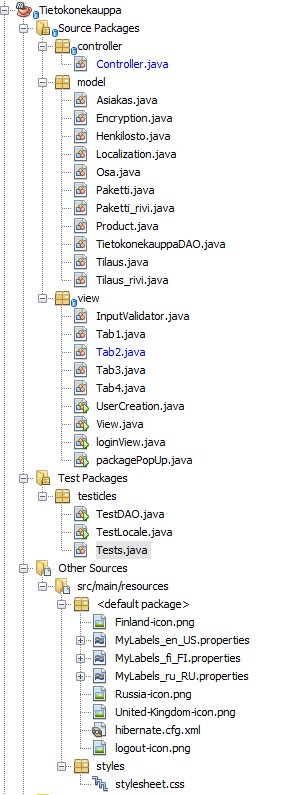 Tietokonekauppa
Source Packages
controller
Controller.java
model
Asiakas.java
Encryption.java
Henkilosto.java
Localization.java
Osa.java
Paketti.java
Paketti_rivi.java
Product.java
TietokonekauppaDAO.java
Tilaus.java
Tilaus_rivi.java
view
InputValidator.java
Tab1.java
Tab2.java
Tab3.java
Tab4.java
UserCreation.java
View.java
loginView.java
packagePopUp.java
Test Packages
testicles
TestDAO.java
TestLocale.java
Tests.java
Other Sources
src/main/resources
<default package>
Finland-icon.png
MyLabels_en_US.properties
MyLabels_fi_FI.properties
MyLabels_ru_RU.properties
Russia-icon.png
United-Kingdom-icon.png
hibernate.cfg.xml
logout-icon.png
styles
stylesheet.css